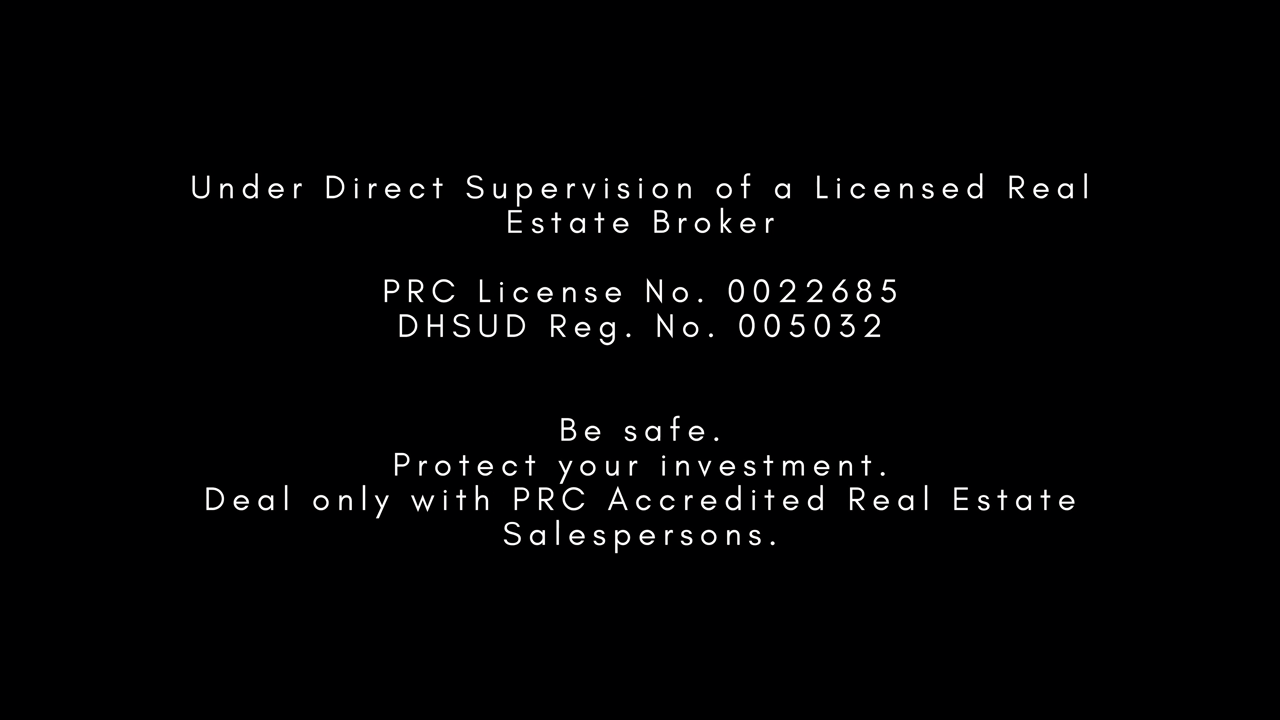 Under Direct Supervision of a Licensed Real
Estate Broker
PRC License No. 0022685
DHSUD Reg. No. 005032
Be safe.
Protect your investment.
Deal only with PRC Accredited Real Estate
Salespersons.